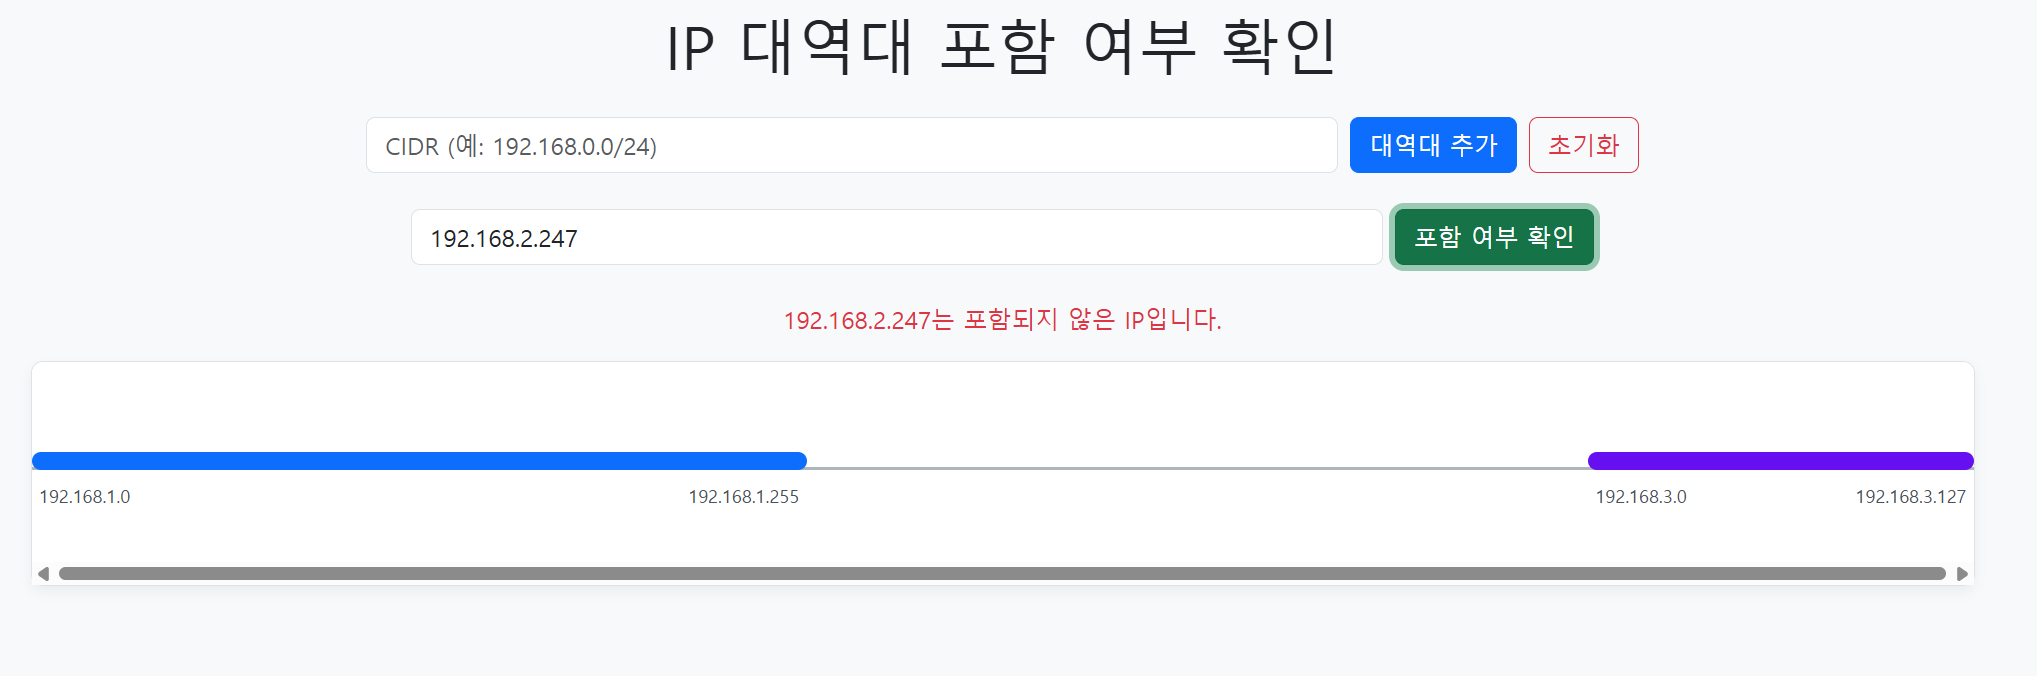 IP 대역대 포함 여부 확인
CIDR (예: 192.168.0.0/24) 대역대 추가 초기화
192.168.2.247 포함 여부 확인
192.168.2.247는 포함되지 않은 IP입니다.
192.168.1.0 192.168.1.255 192.168.3.0 192.168.3.127